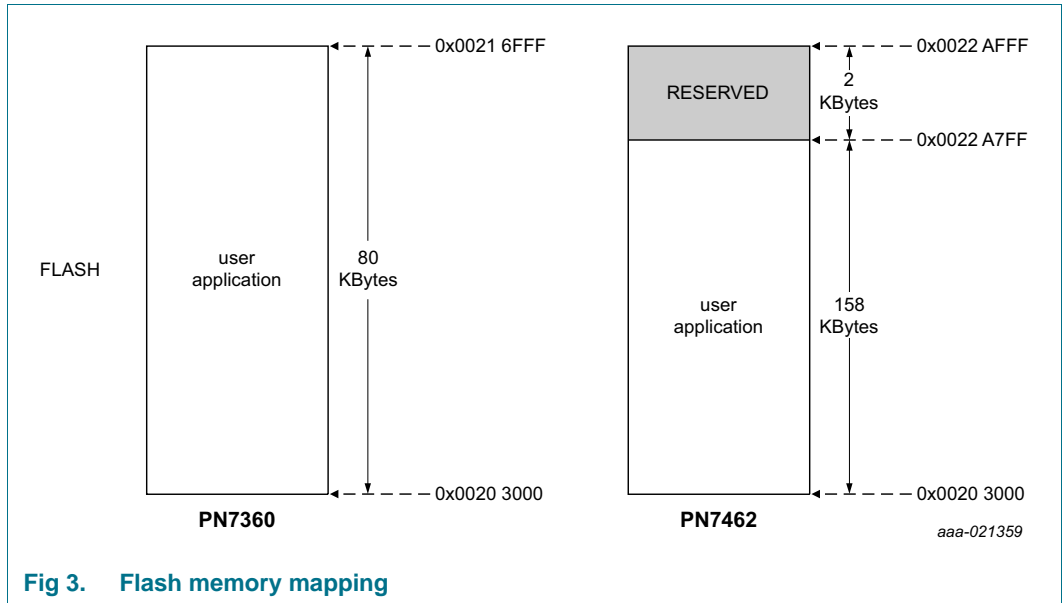 0x0021 6FFF
FLASH
user
application
80
KBytes
0x0020 3000
PN7360
0x0022 AFFF
RESERVED
2
KBytes
0x0022 A7FF
user
application
158
KBytes
0x0020 3000
PN7462
aaa-021359
Fig 3. Flash memory mapping